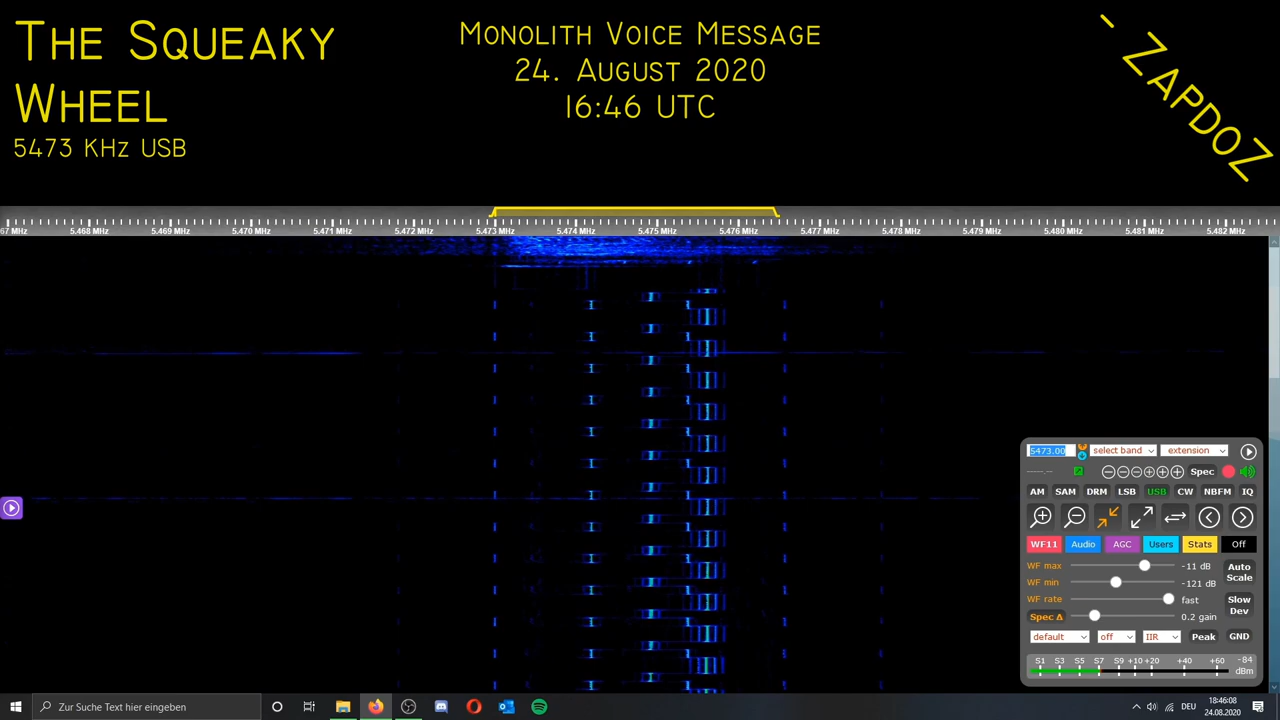 The Squeaky
Wheel
5473 KHz USB
Monolith Voice Message
24. August 2020
16:46 UTC
- ZAPDOZ
67 MHz 5.468 MHz 5.469 MHz 5.470 MHz 5.471 MHz 5.472 MHz 5.473 MHz 5.474 MHz 5.475 MHz 5.476 MHz 5.477 MHz 5.478 MHz 5.479 MHz 5.480 MHz 5.481 MHz 5.482 MHz
5473.00 select band extension
Spec
AM SAM DRM LSB USB CW NBFM IQ
WF11 Audio AGC Users Stats Off
WF max -11 dB Auto Scale
WF min -121 dB
WF rate fast Slow Dev
Spec Δ 0.2 gain
default off IIR Peak GND
S1 S3 S5 S7 S9 +10 +20 +40 +60 -84 dBm
Zur Suche Text hier eingeben
DEU
18:46:08
24.08.2020